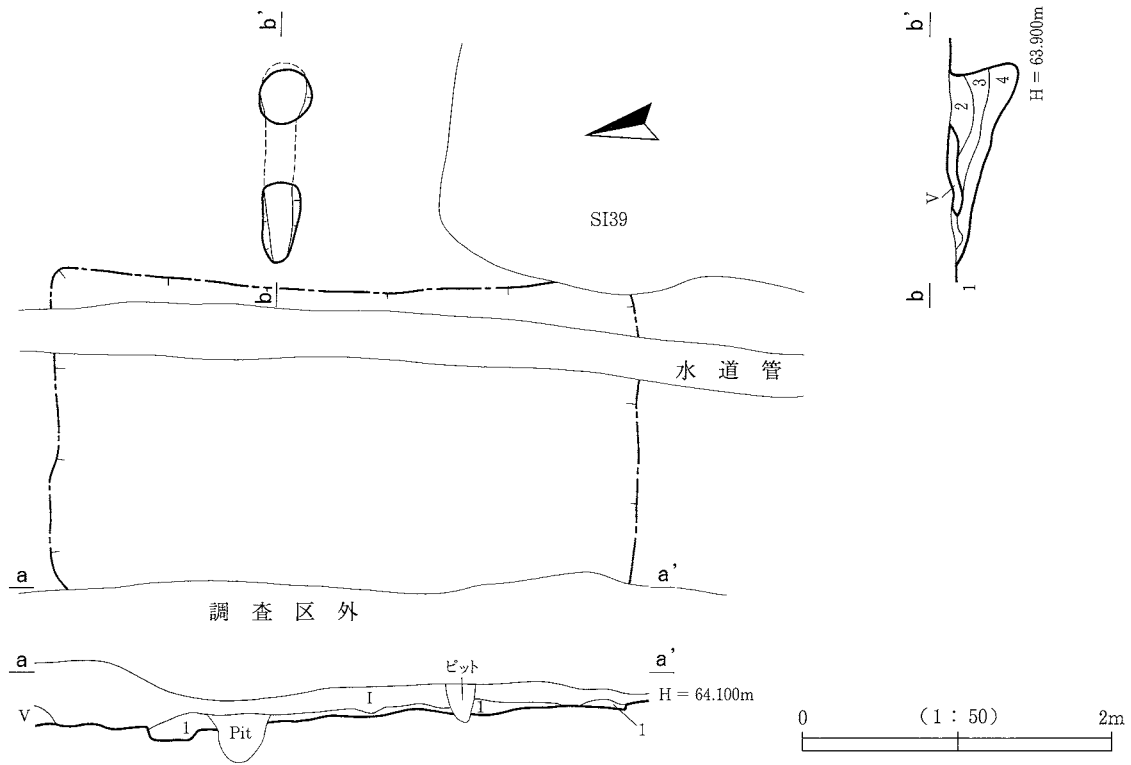 b'
b
SI39
水道管
a
a'
調査区外
a
a'
ピット
I
H = 64.100m
V
1
Pit
1
1
b'
2
3
4
H = 63.900m
V
b
1
0 (1:50) 2m